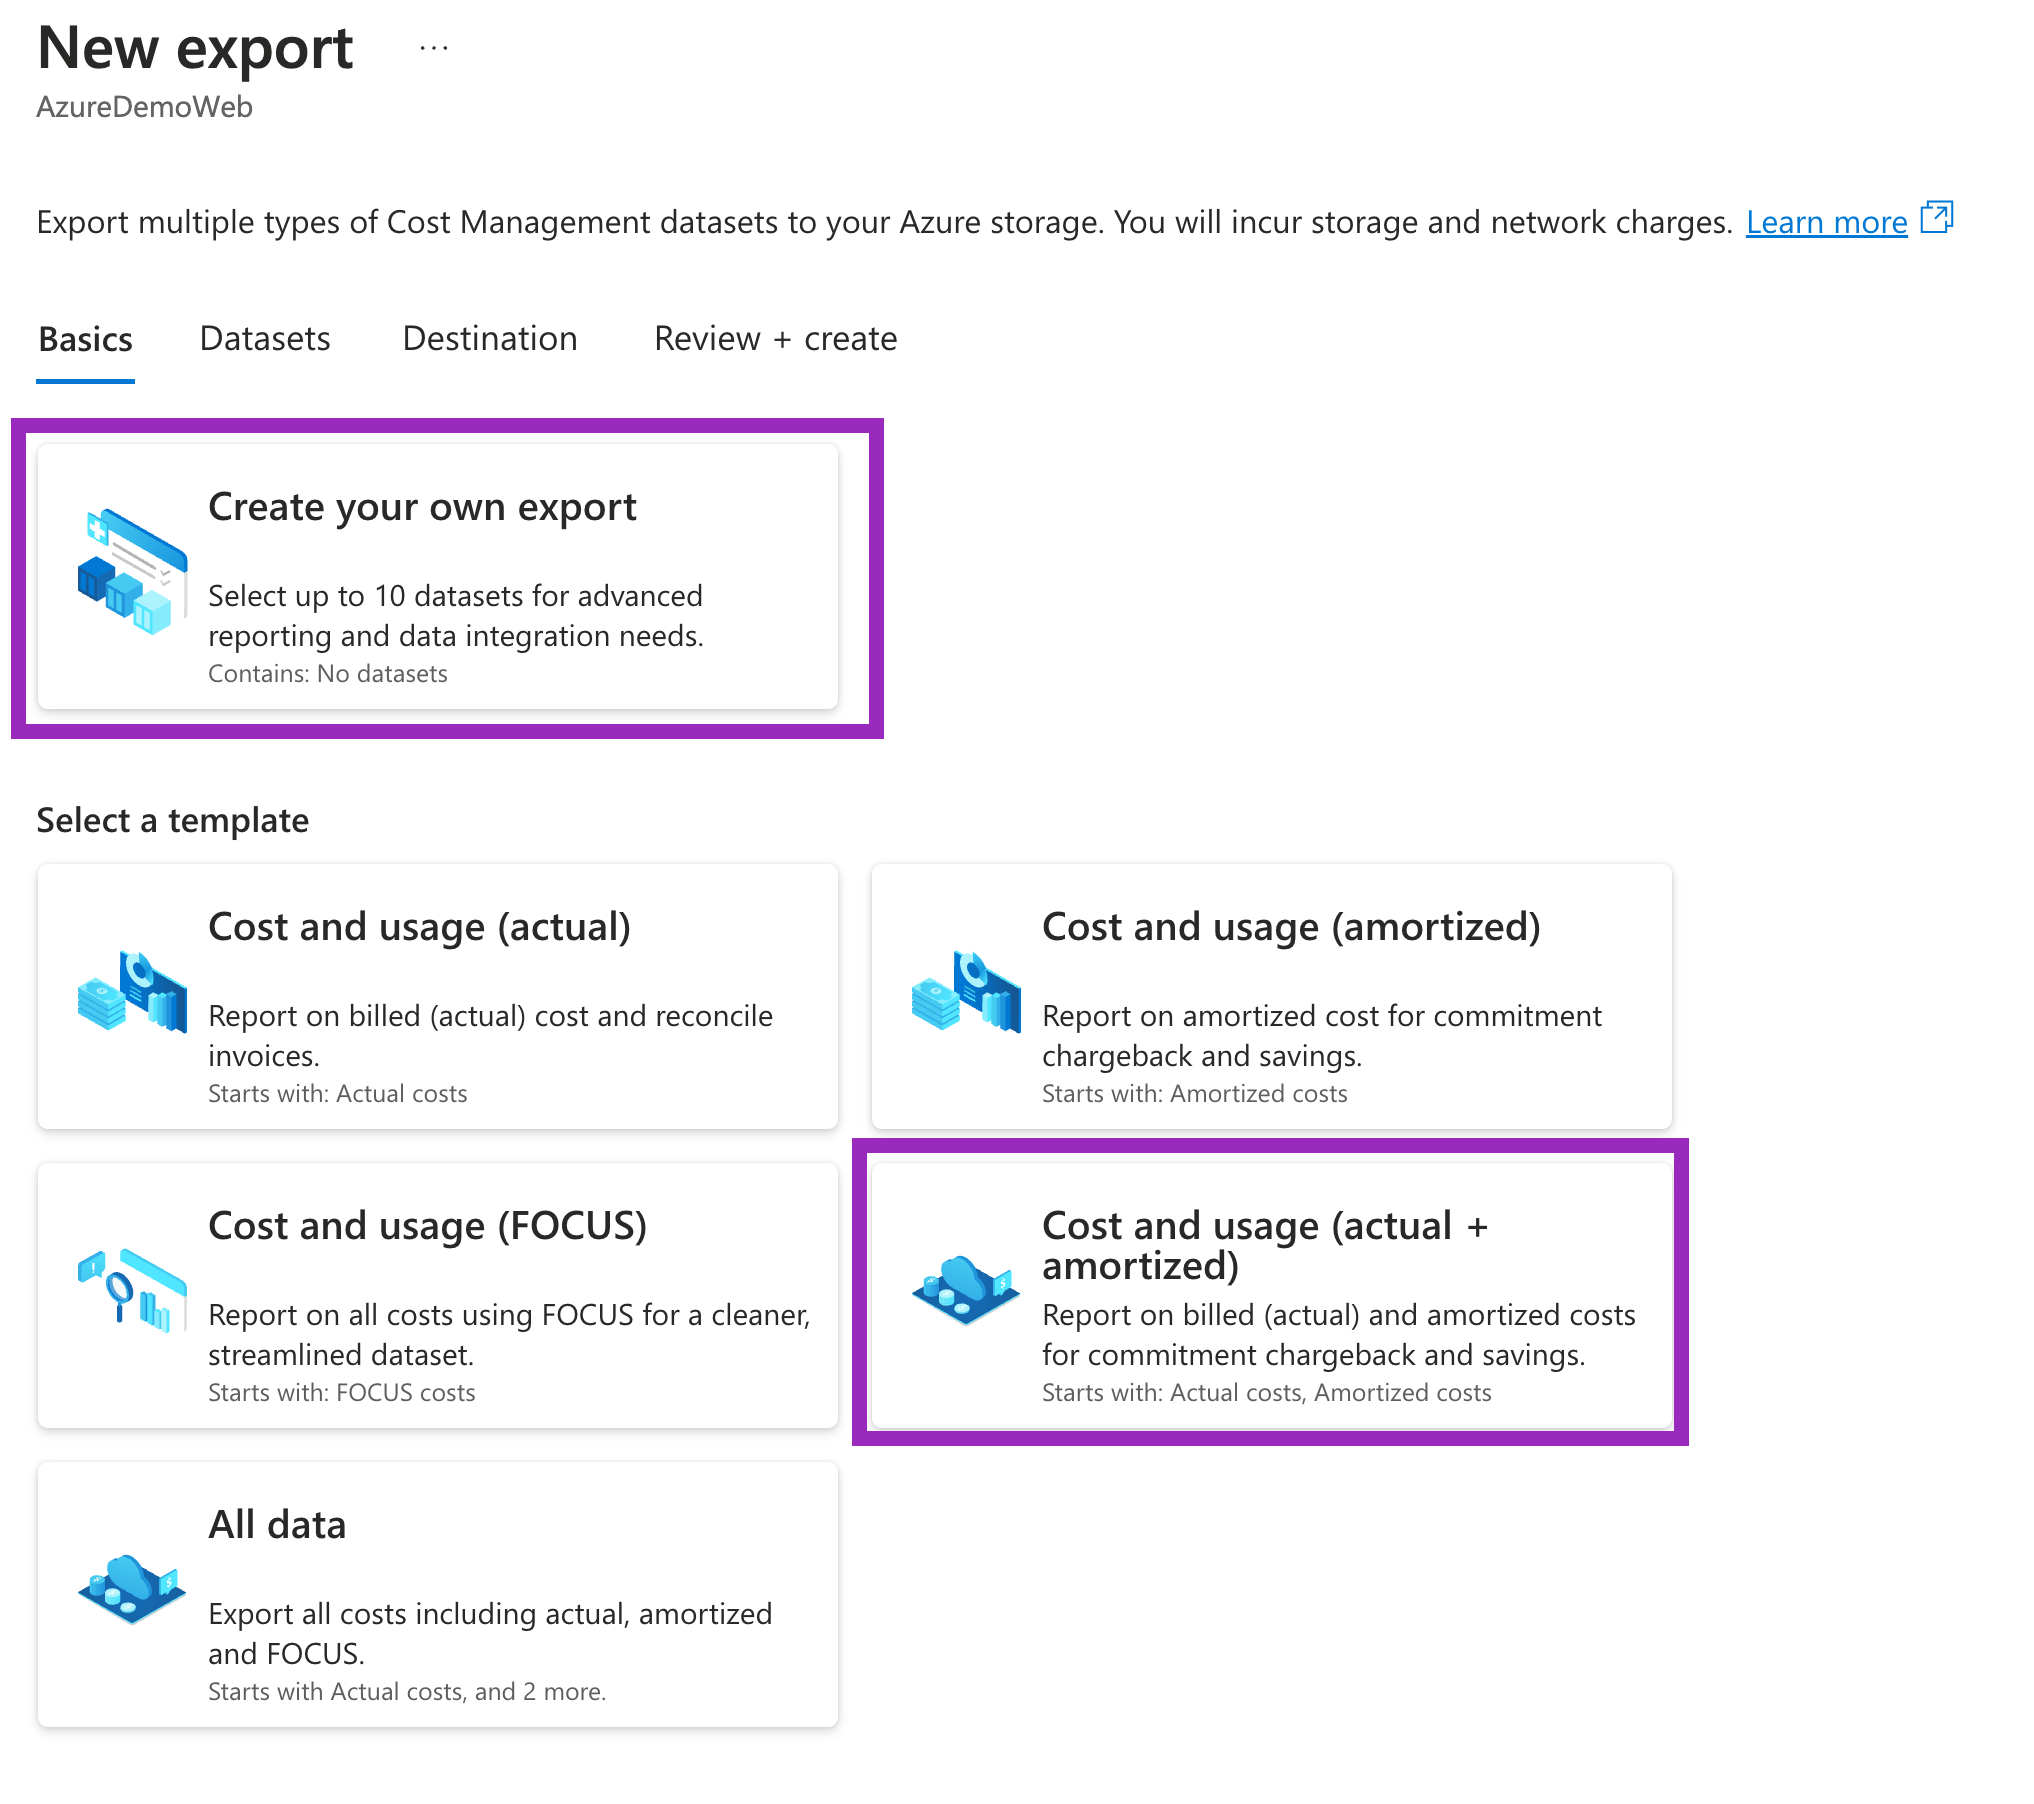 New export ...
AzureDemoWeb
Export multiple types of Cost Management datasets to your Azure storage. You will incur storage and network charges. Learn more
Basics Datasets Destination Review + create
Create your own export
Select up to 10 datasets for advanced
reporting and data integration needs.
Contains: No datasets
Select a template
Cost and usage (actual)
Report on billed (actual) cost and reconcile
invoices.
Starts with: Actual costs
Cost and usage (amortized)
Report on amortized cost for commitment
chargeback and savings.
Starts with: Amortized costs
Cost and usage (FOCUS)
Report on all costs using FOCUS for a cleaner,
streamlined dataset.
Starts with: FOCUS costs
Cost and usage (actual +
amortized)
Report on billed (actual) and amortized costs
for commitment chargeback and savings.
Starts with: Actual costs, Amortized costs
All data
Export all costs including actual, amortized
and FOCUS.
Starts with Actual costs, and 2 more.